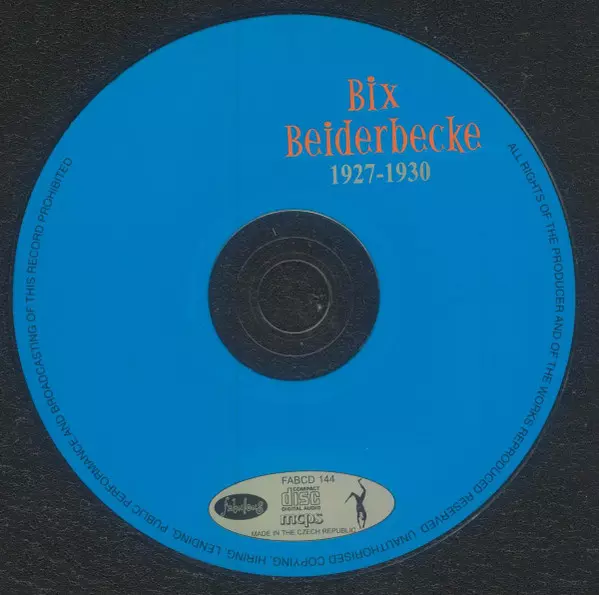 Bix
Beiderbecke
1927-1930
ALL RIGHTS OF THE PRODUCER AND OF THE WORKS REPRODUCED RESERVED. UNAUTHORISED COPYING, HIRING, LENDING, PUBLIC PERFORMANCE AND BROADCASTING OF THIS RECORD PROHIBITED
FABCD 144
fabulous
COMPACT
disc
DIGITAL AUDIO
mcps
MADE IN THE CZECH REPUBLIC